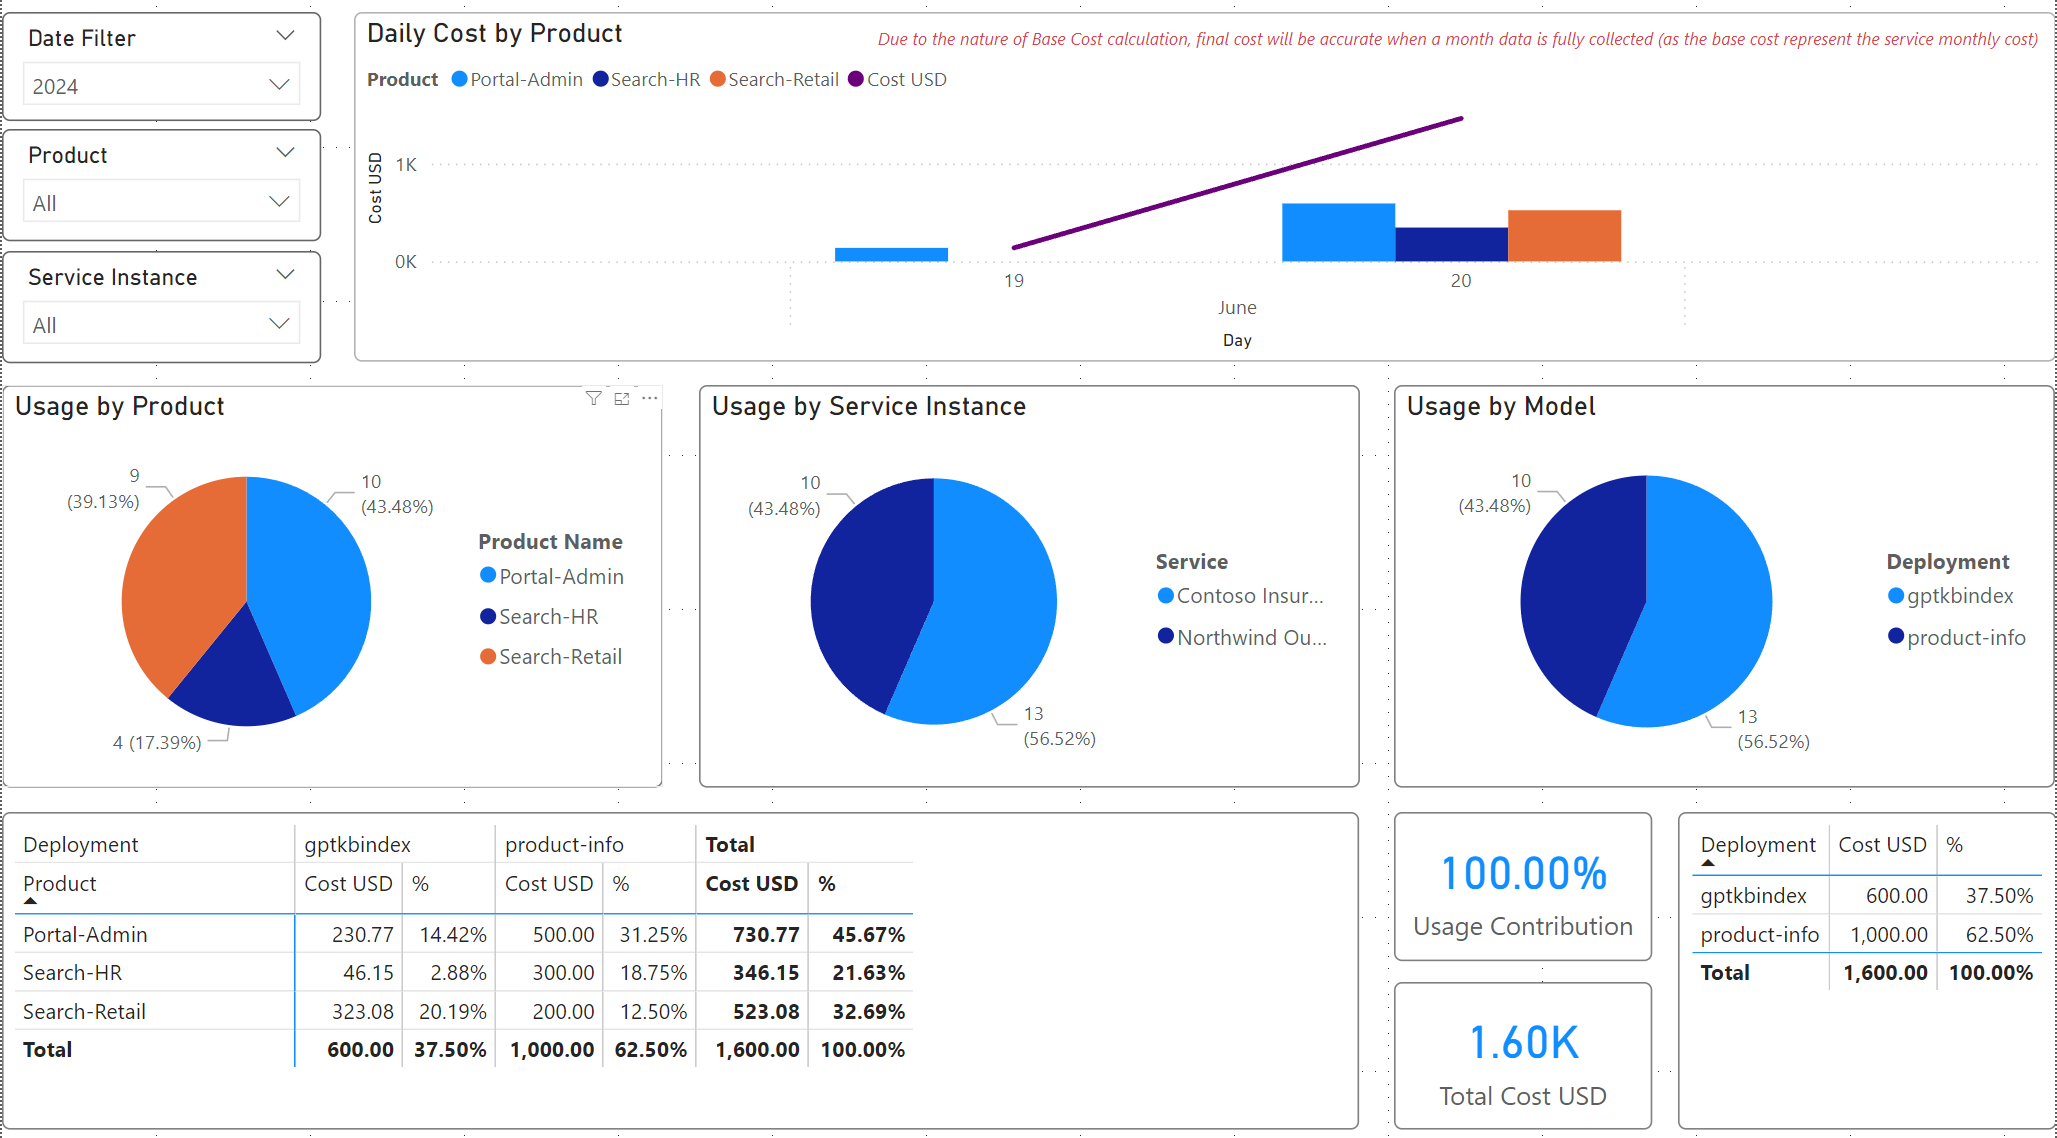 Date Filter
2024
Product
All
Service Instance
All
Daily Cost by Product
Due to the nature of Base Cost calculation, final cost will be accurate when a month data is fully collected (as the base cost represent the service monthly cost)
Product Portal-Admin Search-HR Search-Retail Cost USD
Cost USD
1K
0K
19 20
June
Day
Usage by Product
9
(39.13%)
10
(43.48%)
4 (17.39%)
Product Name
Portal-Admin
Search-HR
Search-Retail
Usage by Service Instance
10
(43.48%)
13
(56.52%)
Service
Contoso Insur...
Northwind Ou...
Usage by Model
10
(43.48%)
13
(56.52%)
Deployment
gptkbindex
product-info
Deployment gptkbindex product-info Total
Product Cost USD % Cost USD % Cost USD %
Portal-Admin 230.77 14.42% 500.00 31.25% 730.77 45.67%
Search-HR 46.15 2.88% 300.00 18.75% 346.15 21.63%
Search-Retail 323.08 20.19% 200.00 12.50% 523.08 32.69%
Total 600.00 37.50% 1,000.00 62.50% 1,600.00 100.00%
100.00%
Usage Contribution
1.60K
Total Cost USD
Deployment Cost USD %
gptkbindex 600.00 37.50%
product-info 1,000.00 62.50%
Total 1,600.00 100.00%